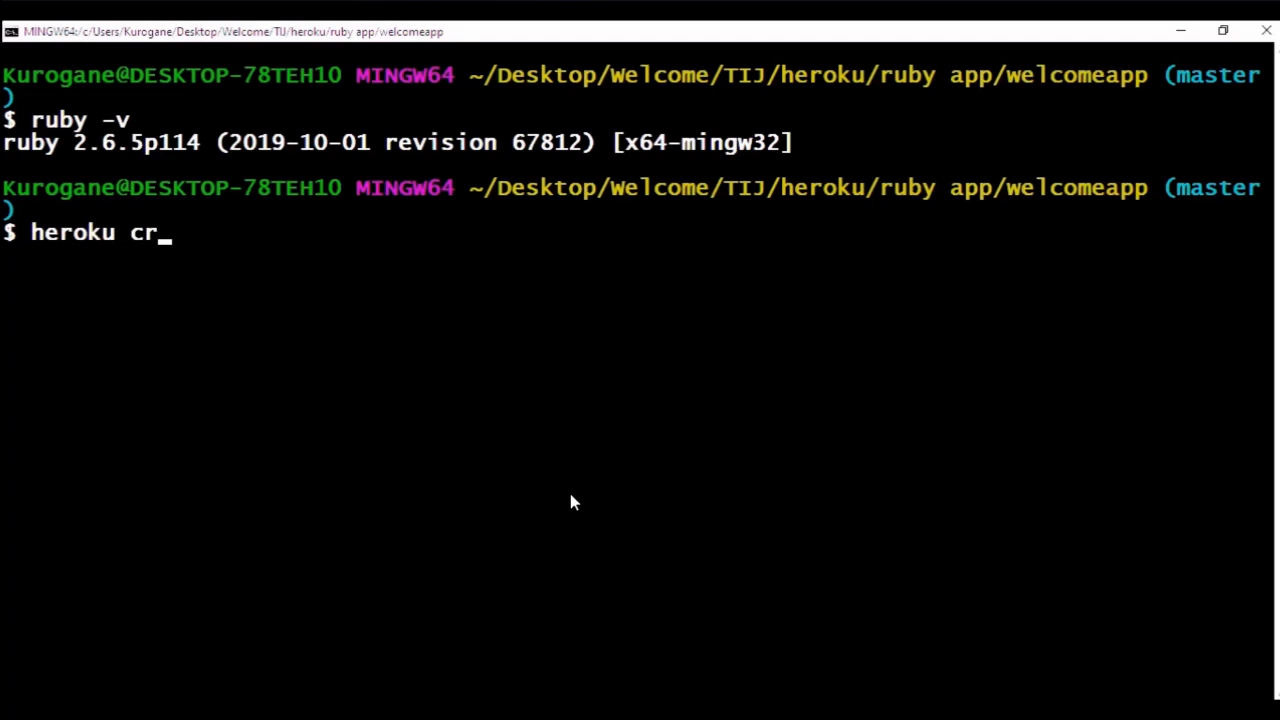 MINGW64:/c/Users/Kurogane/Desktop/Welcome/TIJ/heroku/ruby app/welcomeapp
Kurogane@DESKTOP-78TEH1O MINGW64 ~/Desktop/Welcome/TIJ/heroku/ruby app/welcomeapp (master
)
$ ruby -v
ruby 2.6.5p114 (2019-10-01 revision 67812) [x64-mingw32]
Kurogane@DESKTOP-78TEH1O MINGW64 ~/Desktop/Welcome/TIJ/heroku/ruby app/welcomeapp (master
)
$ heroku cr